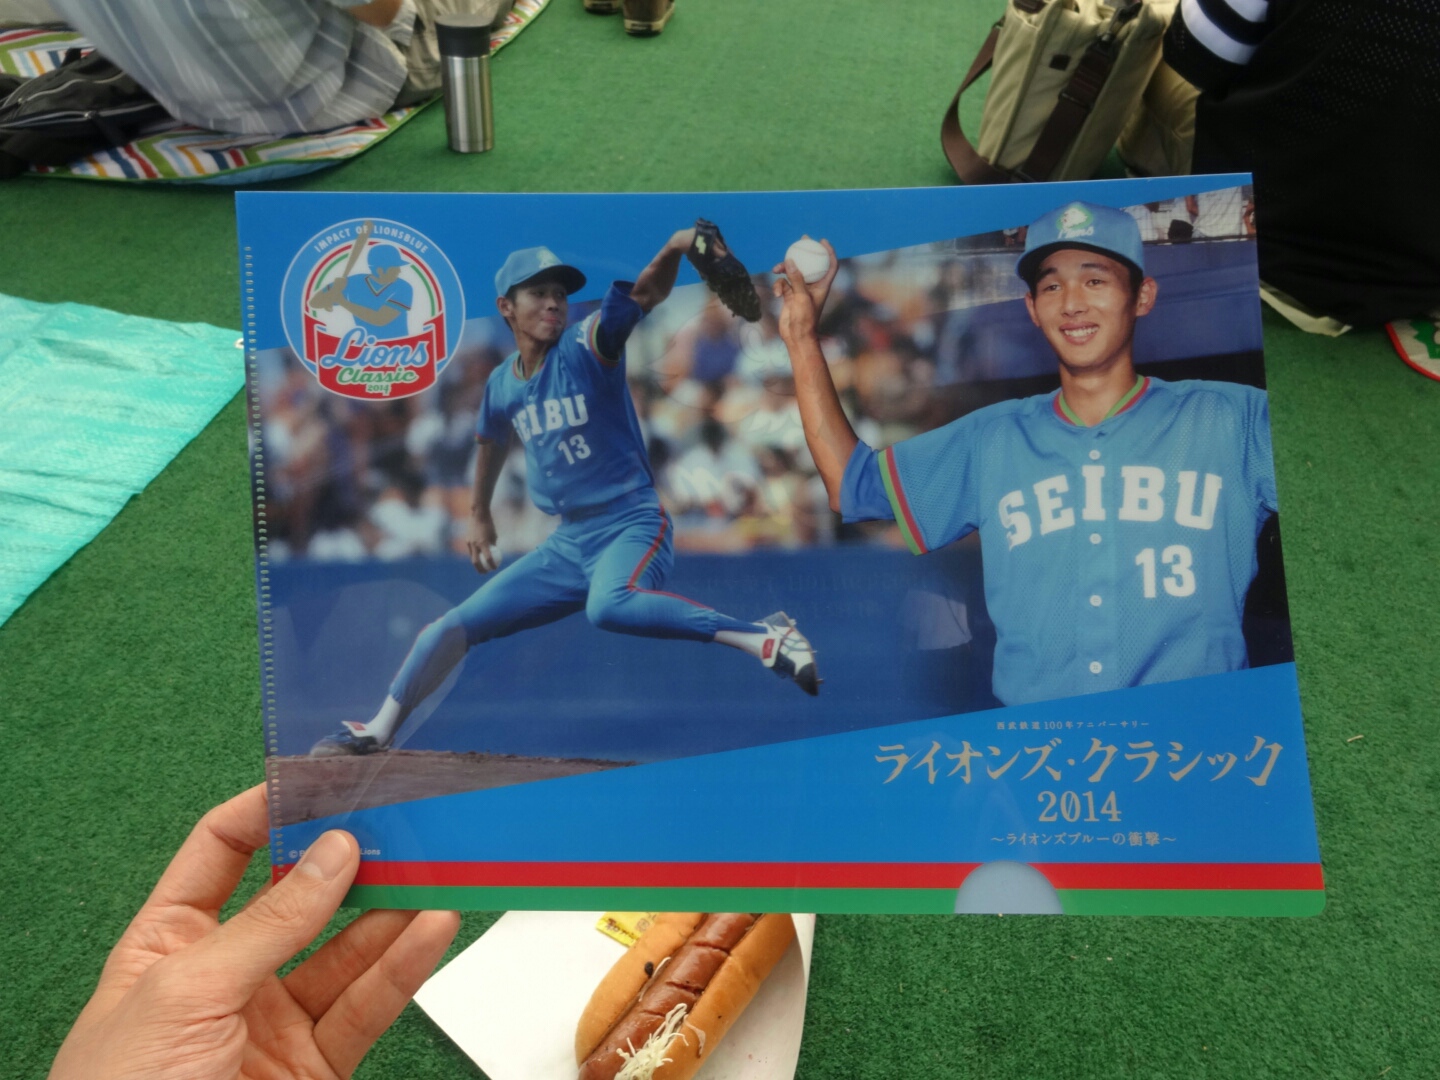 IMPACT OF LIONSBLUE
Lions
Classic
2014
SEIBU
13
Lions
SEIBU
13
西武鉄道100年アニバーサリー
ライオンズ・クラシック
2014
～ライオンズブルーの衝撃～
Lions